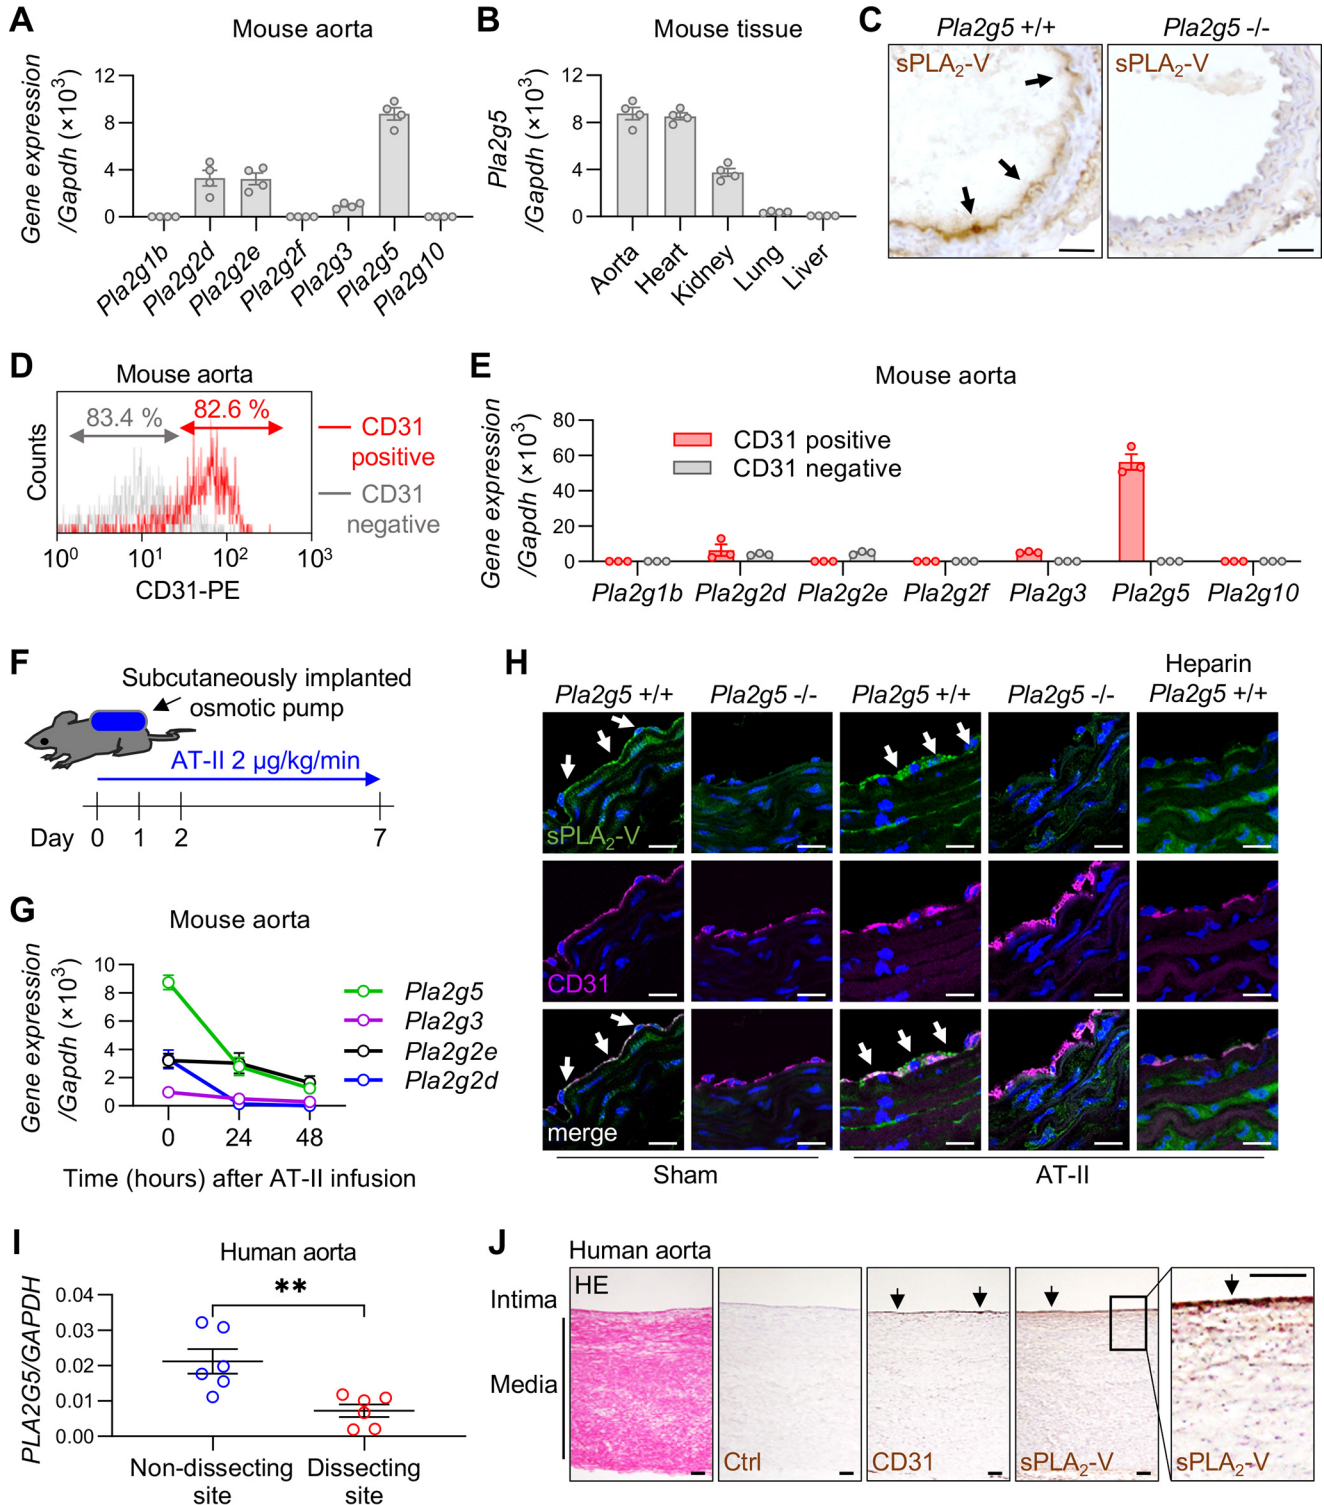 A
Mouse aorta
Gene expression
/Gapdh (×10³)
12
8
4
0
Pla2g1b
Pla2g2d
Pla2g2e
Pla2g2f
Pla2g3
Pla2g5
Pla2g10
B
Mouse tissue
Pla2g5
/Gapdh (×10³)
12
8
4
0
Aorta
Heart
Kidney
Lung
Liver
C
Pla2g5 +/+
Pla2g5 -/-
sPLA₂-V
sPLA₂-V
D
Mouse aorta
83.4 %
82.6 %
Counts
CD31
positive
CD31
negative
10⁰
10¹
10²
10³
CD31-PE
E
Mouse aorta
Gene expression
/Gapdh (×10³)
80
60
40
20
0
CD31 positive
CD31 negative
Pla2g1b
Pla2g2d
Pla2g2e
Pla2g2f
Pla2g3
Pla2g5
Pla2g10
F
Subcutaneously implanted
osmotic pump
AT-II 2 µg/kg/min
Day
0
1
2
7
G
Mouse aorta
Gene expression
/Gapdh (×10³)
10
8
6
4
2
0
0
24
48
Time (hours) after AT-II infusion
Pla2g5
Pla2g3
Pla2g2e
Pla2g2d
H
Pla2g5 +/+
Pla2g5 -/-
Pla2g5 +/+
Pla2g5 -/-
Heparin
Pla2g5 +/+
sPLA₂-V
CD31
merge
Sham
AT-II
I
Human aorta
PLA2G5/GAPDH
**
0.04
0.03
0.02
0.01
0.00
Non-dissecting
site
Dissecting
site
J
Human aorta
Intima
Media
HE
Ctrl
CD31
sPLA₂-V
sPLA₂-V